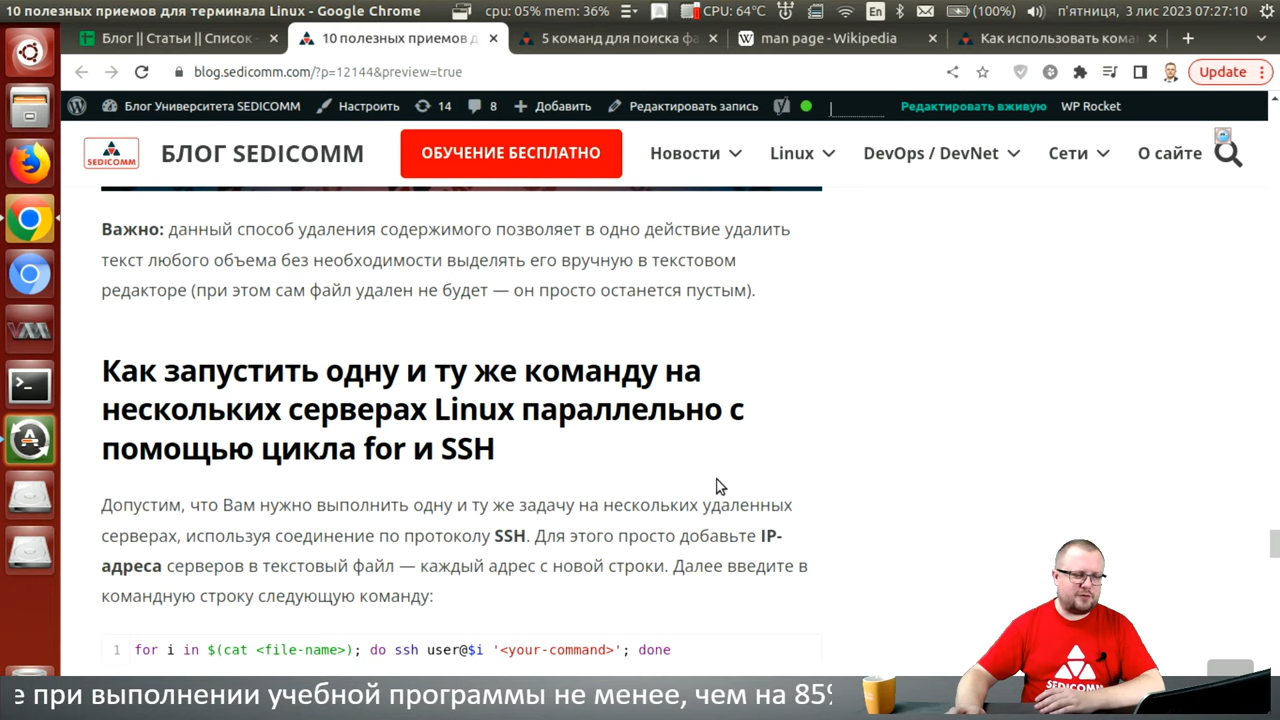 10 полезных приемов для терминала Linux - Google Chrome
cpu: 05% mem: 36%
CPU: 64°C
En
(100%)
п'ятниця, 3 лис 2023 07:27:10
Блог || Статьи || Список -
10 полезных приемов д
5 команд для поиска фа
man page - Wikipedia
Как использовать кома
blog.sedicomm.com/?p=12144&preview=true
Update
Блог Университета SEDICOMM
Настроить
14
8
Добавить
Редактировать запись
Редактировать вживую
WP Rocket
SEDICOMM
БЛОГ SEDICOMM
ОБУЧЕНИЕ БЕСПЛАТНО
Новости
Linux
DevOps / DevNet
Сети
О сайте
Важно: данный способ удаления содержимого позволяет в одно действие удалить
текст любого объема без необходимости выделять его вручную в текстовом
редакторе (при этом сам файл удален не будет — он просто останется пустым).
Как запустить одну и ту же команду на
нескольких серверах Linux параллельно с
помощью цикла for и SSH
Допустим, что Вам нужно выполнить одну и ту же задачу на нескольких удаленных
серверах, используя соединение по протоколу SSH. Для этого просто добавьте IP-
адреса серверов в текстовый файл — каждый адрес с новой строки. Далее введите в
командную строку следующую команду:
1 for i in $(cat <file-name>); do ssh user@$i '<your-command>'; done
SEDICOMM
е при выполнении учебной программы не менее, чем на 85%